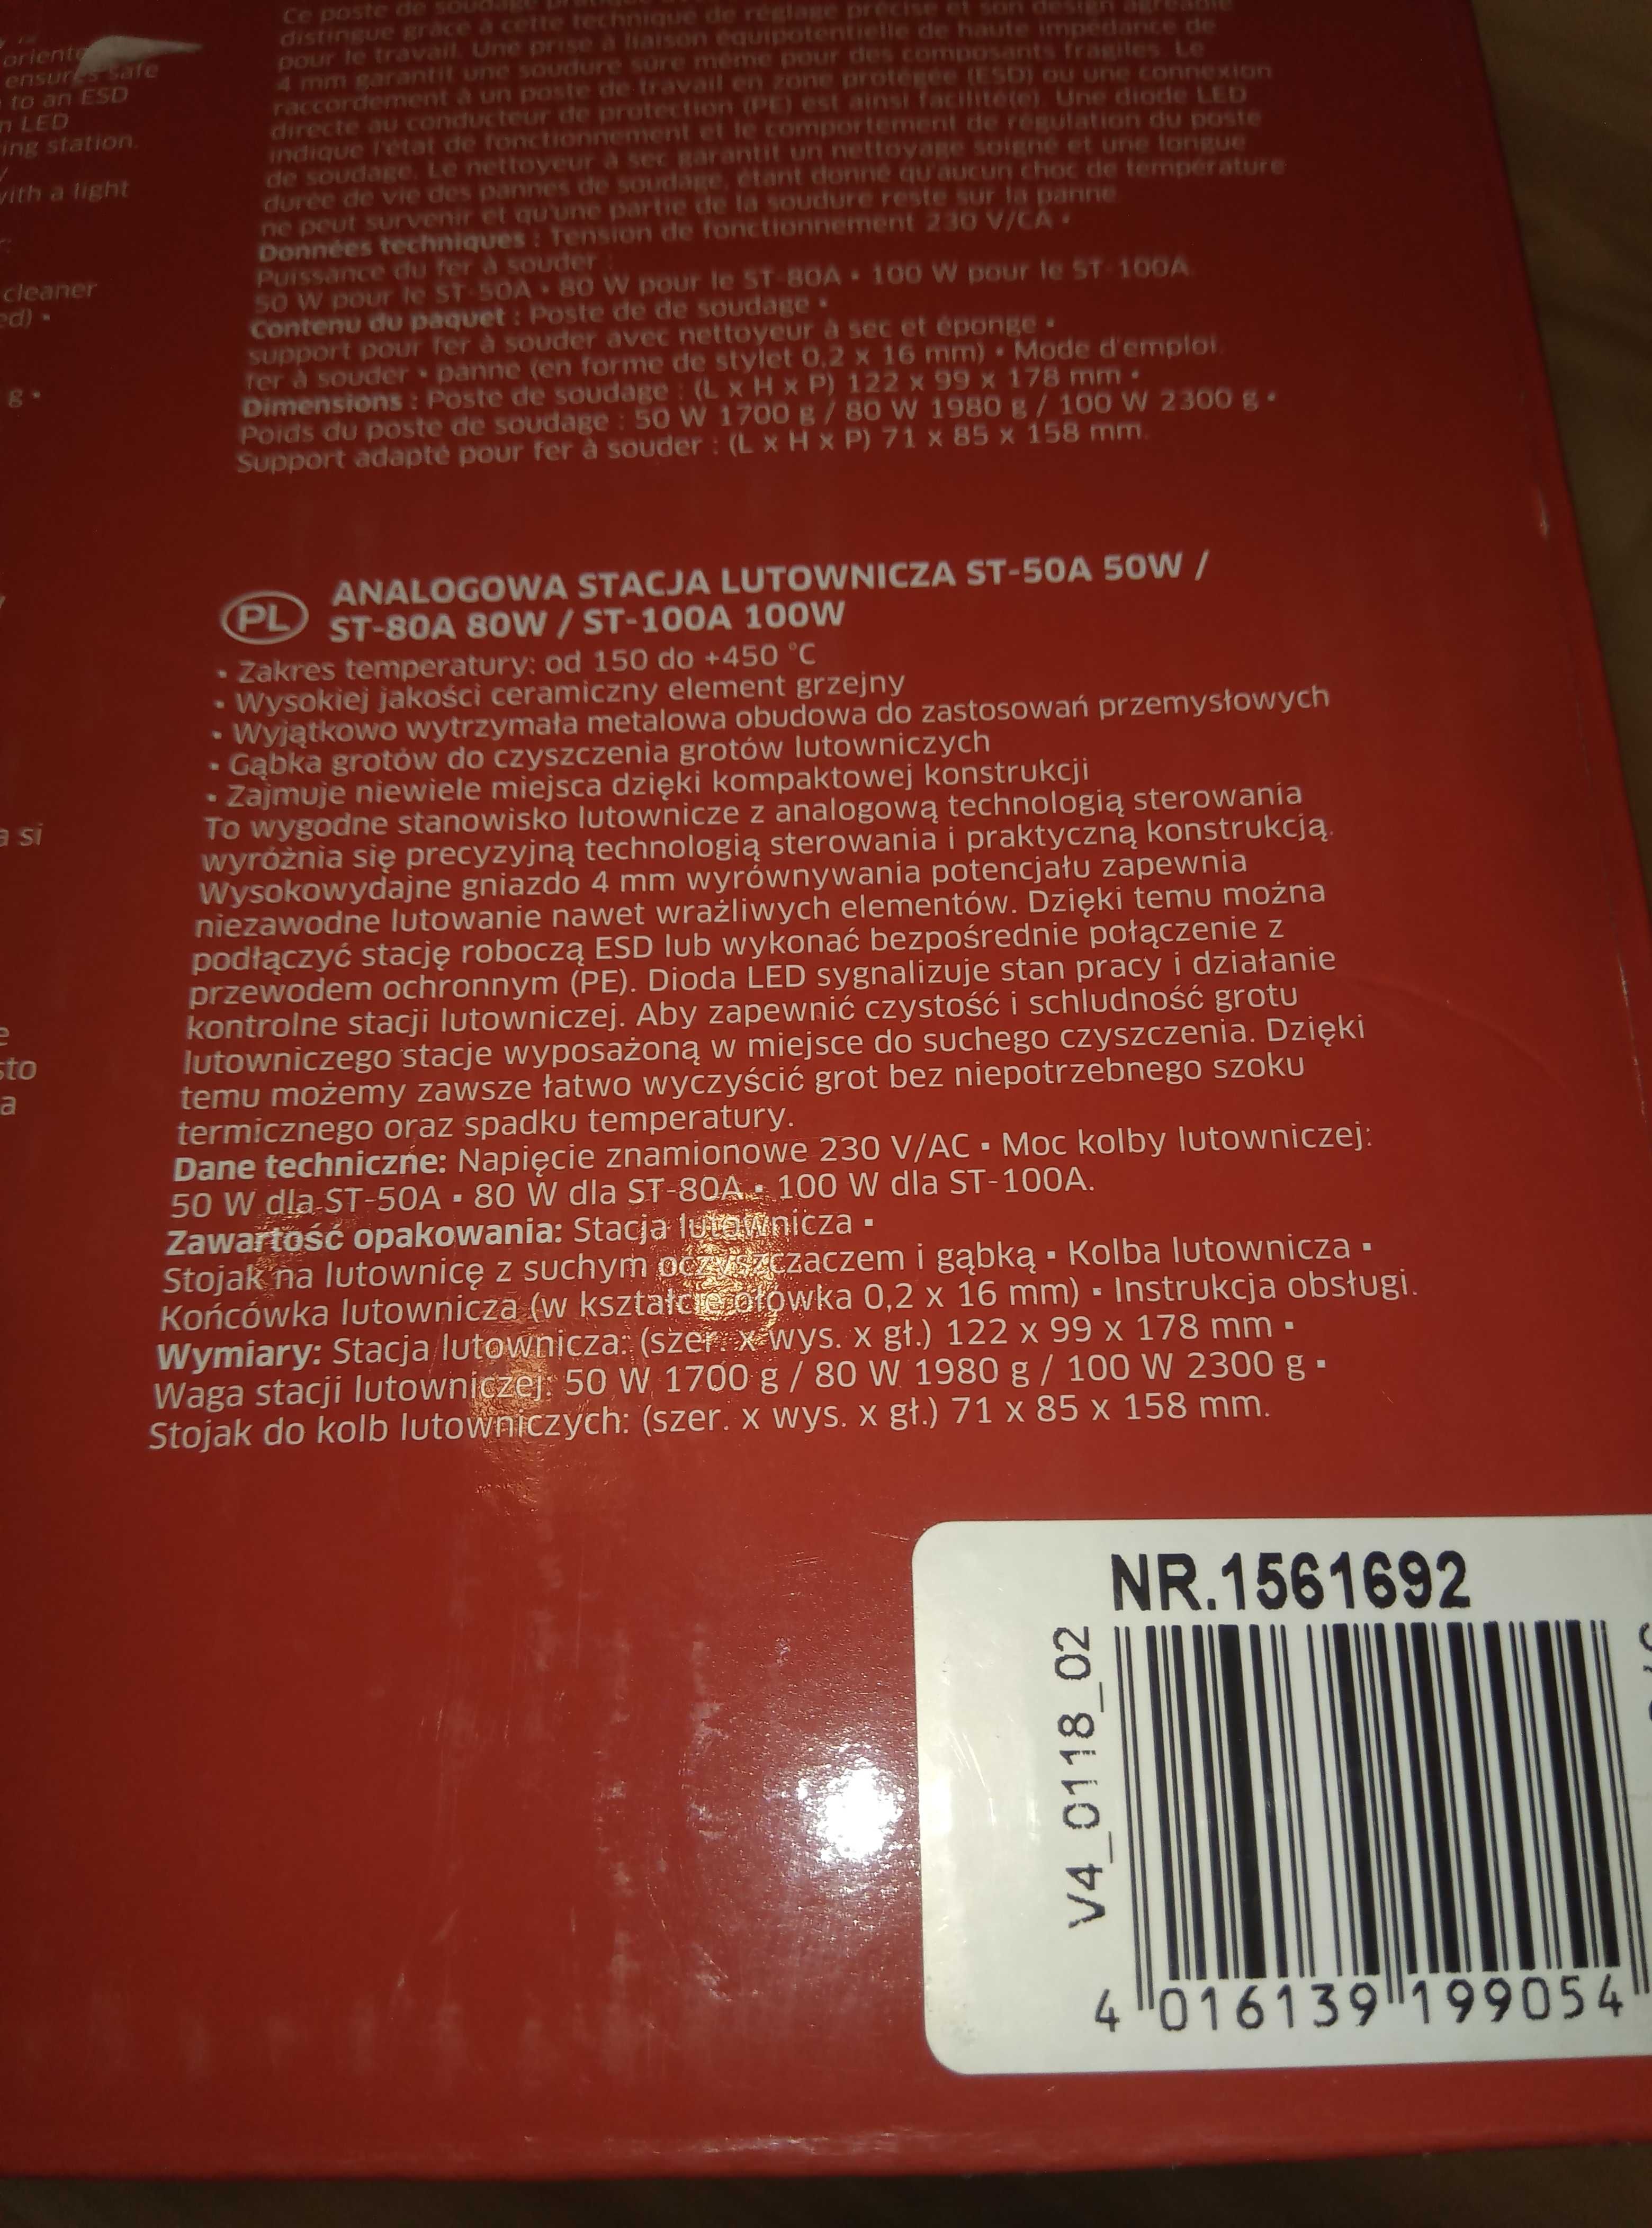 oriente
ensures safe
to an ESD
n LED
ing station.
with a light
cleaner
ed) ▪
g ▪
a si
e
sto
a
Ce poste de soudage
distingue grâce à cette technique de réglage précise et son design agréable
pour le travail. Une prise à liaison équipotentielle de haute impédance de
4 mm garantit une soudure sûre même pour des composants fragiles. Le
raccordement à un poste de travail en zone protégée (ESD) ou une connexion
directe au conducteur de protection (PE) est ainsi facilité(e). Une diode LED
indique l'état de fonctionnement et le comportement de régulation du poste
de soudage. Le nettoyeur à sec garantit un nettoyage soigné et une longue
durée de vie des pannes de soudage, étant donné qu'aucun choc de température
ne peut survenir et qu'une partie de la soudure reste sur la panne.
Données techniques : Tension de fonctionnement 230 V/CA ▪
Puissance du fer à souder :
50 W pour le ST-50A ▪ 80 W pour le ST-80A ▪ 100 W pour le ST-100A.
Contenu du paquet : Poste de de soudage ▪
support pour fer à souder avec nettoyeur à sec et éponge ▪
fer à souder ▪ panne (en forme de stylet 0,2 x 16 mm) ▪ Mode d'emploi.
Dimensions : Poste de soudage : (L x H x P) 122 x 99 x 178 mm ▪
Poids du poste de soudage : 50 W 1700 g / 80 W 1980 g / 100 W 2300 g ▪
Support adapté pour fer à souder : (L x H x P) 71 x 85 x 158 mm.
PL
ANALOGOWA STACJA LUTOWNICZA ST-50A 50W /
ST-80A 80W / ST-100A 100W
▪ Zakres temperatury: od 150 do +450 °C
▪ Wysokiej jakości ceramiczny element grzejny
▪ Wyjątkowo wytrzymała metalowa obudowa do zastosowań przemysłowych
▪ Gąbka grotów do czyszczenia grotów lutowniczych
▪ Zajmuje niewiele miejsca dzięki kompaktowej konstrukcji
To wygodne stanowisko lutownicze z analogową technologią sterowania
wyróżnia się precyzyjną technologią sterowania i praktyczną konstrukcją.
Wysokowydajne gniazdo 4 mm wyrównywania potencjału zapewnia
niezawodne lutowanie nawet wrażliwych elementów. Dzięki temu można
podłączyć stację roboczą ESD lub wykonać bezpośrednie połączenie z
przewodem ochronnym (PE). Dioda LED sygnalizuje stan pracy i działanie
kontrolne stacji lutowniczej. Aby zapewnić czystość i schludność grotu
lutowniczego stacje wyposażoną w miejsce do suchego czyszczenia. Dzięki
temu możemy zawsze łatwo wyczyścić grot bez niepotrzebnego szoku
termicznego oraz spadku temperatury.
Dane techniczne: Napięcie znamionowe 230 V/AC ▪ Moc kolby lutowniczej:
50 W dla ST-50A ▪ 80 W dla ST-80A ▪ 100 W dla ST-100A.
Zawartość opakowania: Stacja lutownicza ▪
Stojak na lutownicę z suchym oczyszczaczem i gąbką ▪ Kolba lutownicza ▪
Końcówka lutownicza (w kształcie ołówka 0,2 x 16 mm) ▪ Instrukcja obsługi.
Wymiary: Stacja lutownicza: (szer. x wys. x gł.) 122 x 99 x 178 mm ▪
Waga stacji lutowniczej: 50 W 1700 g / 80 W 1980 g / 100 W 2300 g ▪
Stojak do kolb lutowniczych: (szer. x wys. x gł.) 71 x 85 x 158 mm.
NR.1561692
V4_0118_02
4 016139 199054